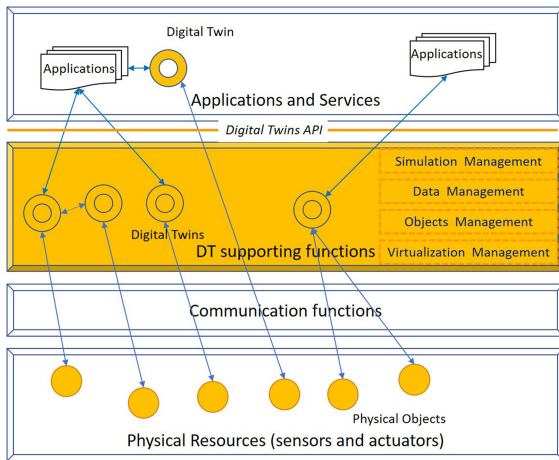 Digital Twin
Applications
Applications
Applications and Services
Digital Twins API
Simulation Management
Data Management
Objects Management
Virtualization Management
Digital Twins
DT supporting functions
Communication functions
Physical Objects
Physical Resources (sensors and actuators)